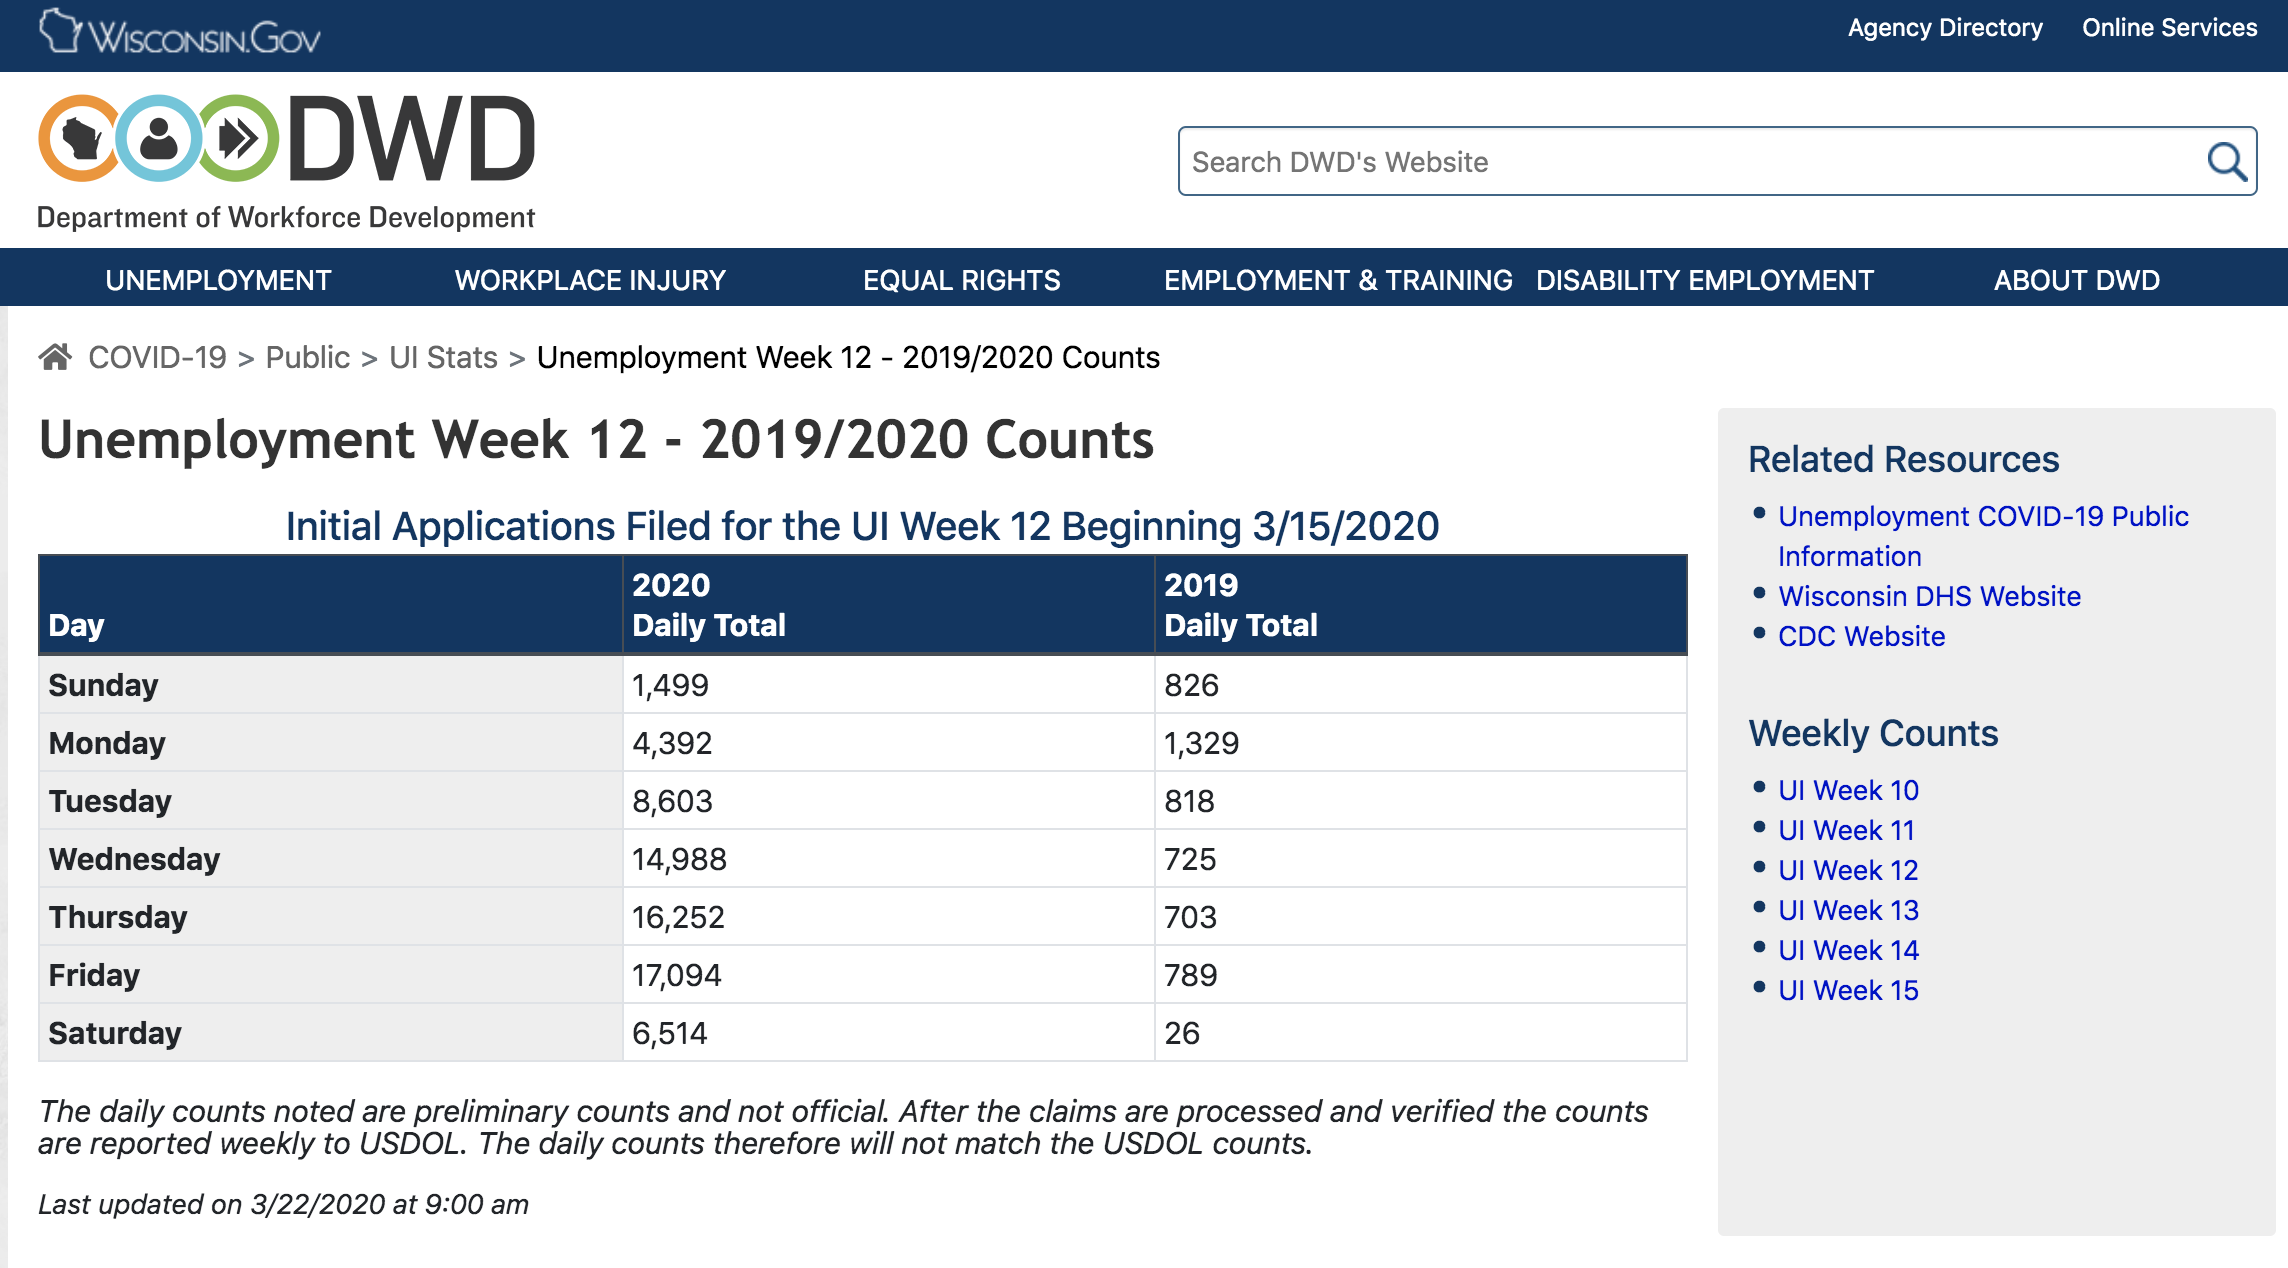 WISCONSIN.GOV
Agency Directory Online Services
DWD
Department of Workforce Development
Search DWD's Website
UNEMPLOYMENT WORKPLACE INJURY EQUAL RIGHTS EMPLOYMENT & TRAINING DISABILITY EMPLOYMENT ABOUT DWD
COVID-19 > Public > UI Stats > Unemployment Week 12 - 2019/2020 Counts
Unemployment Week 12 - 2019/2020 Counts
Initial Applications Filed for the UI Week 12 Beginning 3/15/2020
Day 2020 Daily Total 2019 Daily Total
Sunday 1,499 826
Monday 4,392 1,329
Tuesday 8,603 818
Wednesday 14,988 725
Thursday 16,252 703
Friday 17,094 789
Saturday 6,514 26
The daily counts noted are preliminary counts and not official. After the claims are processed and verified the counts
are reported weekly to USDOL. The daily counts therefore will not match the USDOL counts.
Last updated on 3/22/2020 at 9:00 am
Related Resources
Unemployment COVID-19 Public
Information
Wisconsin DHS Website
CDC Website
Weekly Counts
UI Week 10
UI Week 11
UI Week 12
UI Week 13
UI Week 14
UI Week 15